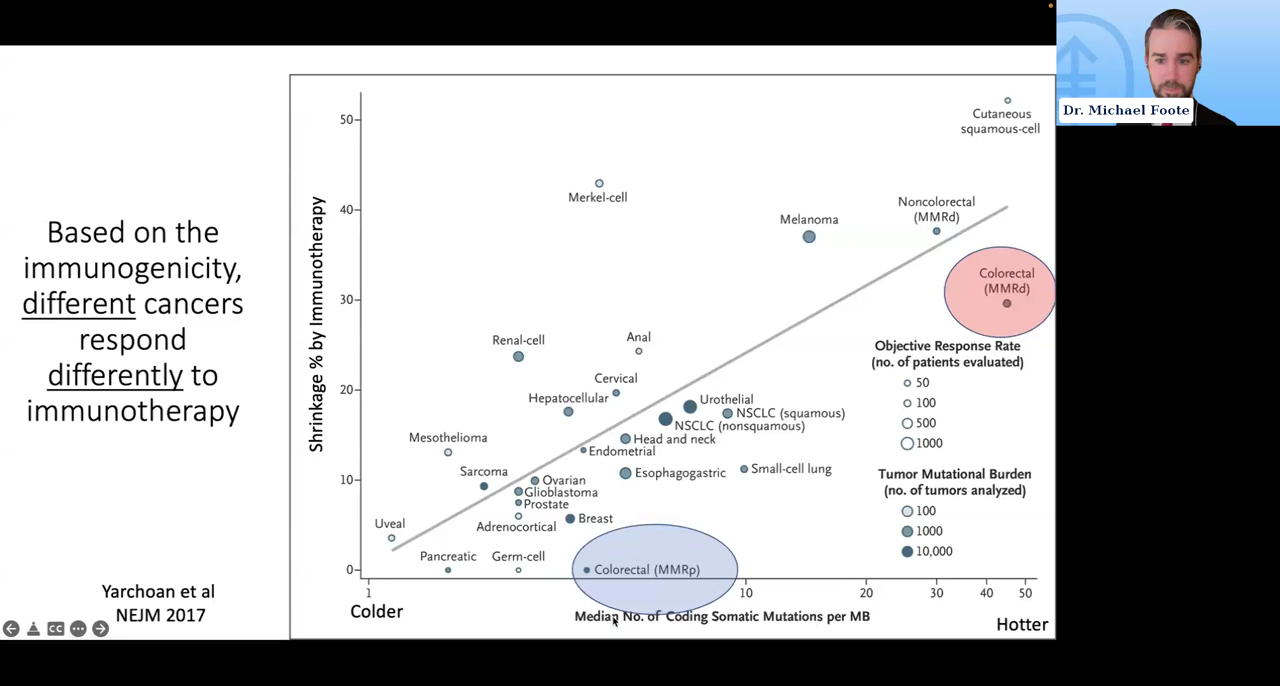 Dr. Michael Foote
Based on the
immunogenicity,
different cancers
respond
differently to
immunotherapy
Yarchoan et al
NEJM 2017
CC
Shrinkage % by Immunotherapy
50
40
30
20
10
0
Cutaneous
squamous-cell
Merkel-cell
Noncolorectal
(MMRd)
Melanoma
Colorectal
(MMRd)
Renal-cell
Anal
Cervical
Hepatocellular
Urothelial
NSCLC (squamous)
NSCLC (nonsquamous)
Mesothelioma
Head and neck
Endometrial
Sarcoma
Esophagogastric
Small-cell lung
Ovarian
Glioblastoma
Prostate
Adrenocortical
Breast
Uveal
Pancreatic
Germ-cell
Colorectal (MMRp)
Objective Response Rate
(no. of patients evaluated)
50
100
500
1000
Tumor Mutational Burden
(no. of tumors analyzed)
100
1000
10,000
1
10
20
30
40
50
Colder
Median No. of Coding Somatic Mutations per MB
Hotter